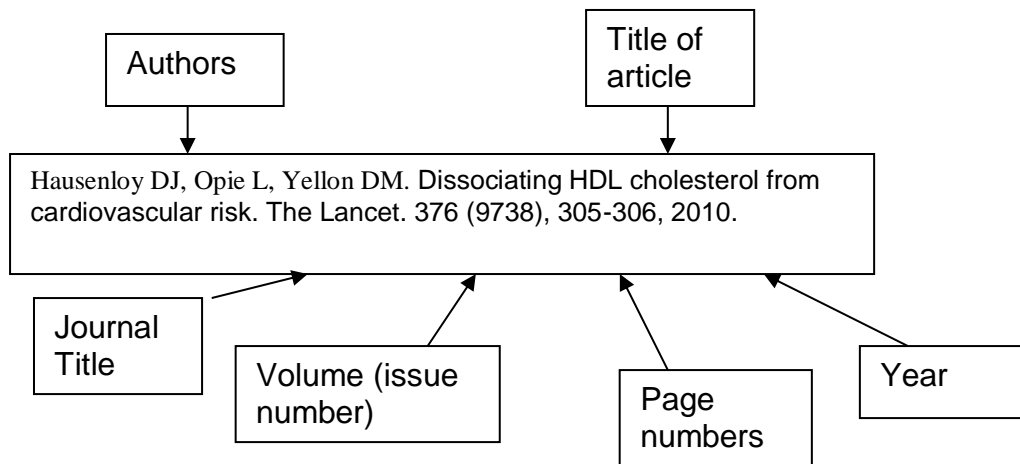 Authors
Title of
article
Hausenloy DJ, Opie L, Yellon DM. Dissociating HDL cholesterol from
cardiovascular risk. The Lancet. 376 (9738), 305-306, 2010.
Journal
Title
Volume (issue
number)
Page
numbers
Year